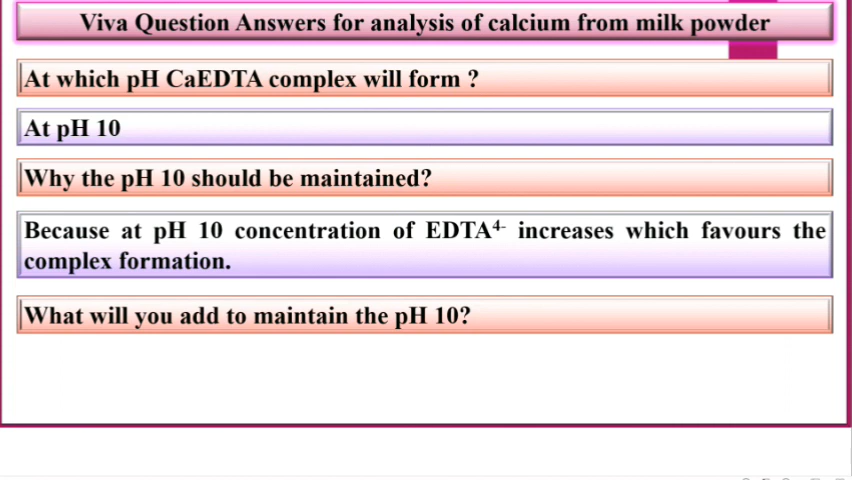 Viva Question Answers for analysis of calcium from milk powder
At which pH CaEDTA complex will form ?
At pH 10
Why the pH 10 should be maintained?
Because at pH 10 concentration of EDTA⁴⁻ increases which favours the
complex formation.
What will you add to maintain the pH 10?